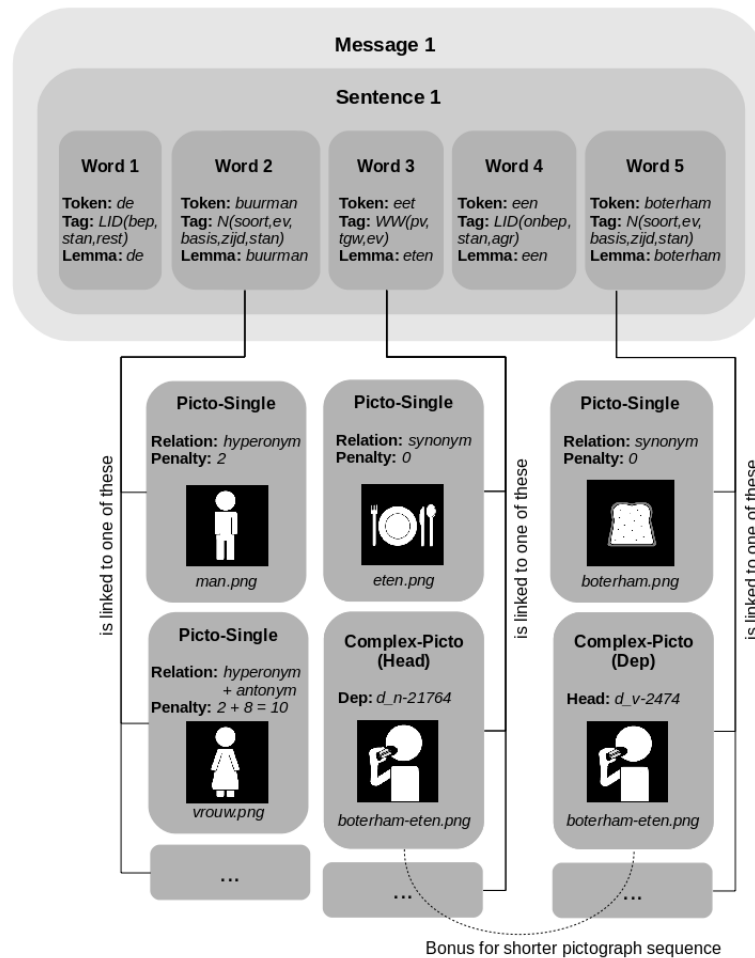 Message 1
Sentence 1
Word 1
Token: de
Tag: LID(bep,
stan,rest)
Lemma: de
Word 2
Token: buurman
Tag: N(soort,ev,
basis,zijd,stan)
Lemma: buurman
Word 3
Token: eet
Tag: WW(pv,
tgw,ev)
Lemma: eten
Word 4
Token: een
Tag: LID(onbep,
stan,agr)
Lemma: een
Word 5
Token: boterham
Tag: N(soort,ev,
basis,zijd,stan)
Lemma: boterham
is linked to one of these
Picto-Single
Relation: hyperonym
Penalty: 2
man.png
Picto-Single
Relation: hyperonym
+ antonym
Penalty: 2 + 8 = 10
vrouw.png
...
Picto-Single
Relation: synonym
Penalty: 0
eten.png
Complex-Picto
(Head)
Dep: d_n-21764
boterham-eten.png
...
is linked to one of these
Picto-Single
Relation: synonym
Penalty: 0
boterham.png
Complex-Picto
(Dep)
Head: d_v-2474
boterham-eten.png
...
is linked to one of these
Bonus for shorter pictograph sequence